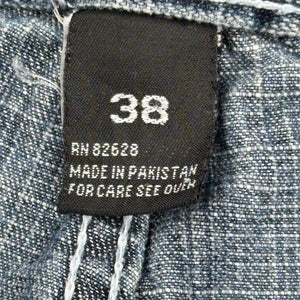 38
RN 82628
MADE IN PAKISTAN
FOR CARE SEE OVER